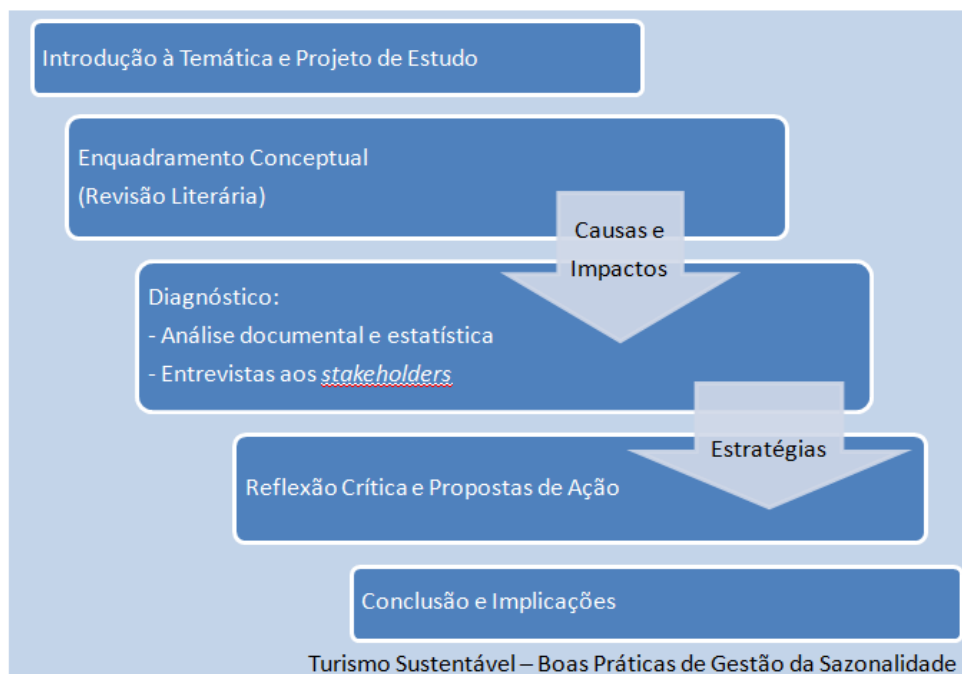 Introdução à Temática e Projeto de Estudo
Enquadramento Conceptual
(Revisão Literária)
Causas e
Impactos
Diagnóstico:
- Análise documental e estatística
- Entrevistas aos stakeholders
Estratégias
Reflexão Crítica e Propostas de Ação
Conclusão e Implicações
Turismo Sustentável – Boas Práticas de Gestão da Sazonalidade